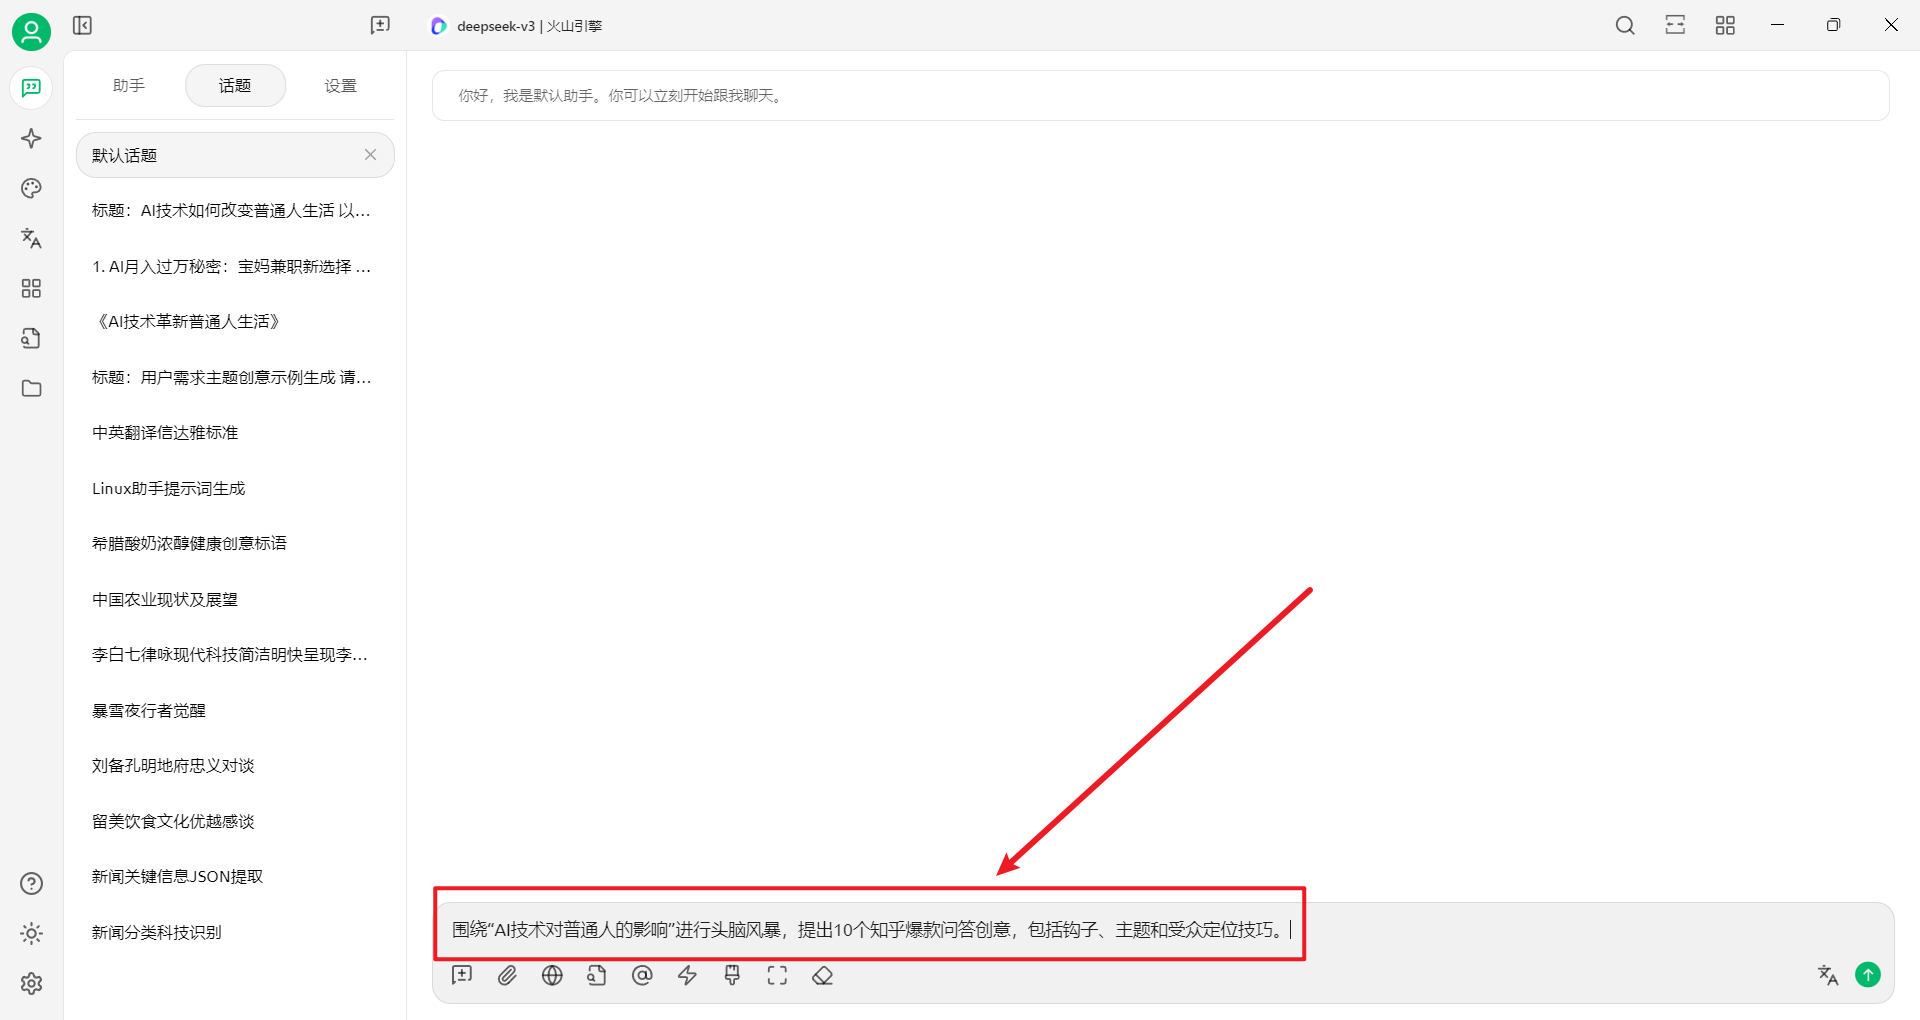 deepseek-v3 | 火山引擎
助手
话题
设置
默认话题
标题：AI技术如何改变普通人生活 以...
1. AI月入过万秘密：宝妈兼职新选择 ...
《AI技术革新普通人生活》
标题：用户需求主题创意示例生成 请...
中英翻译信达雅标准
Linux助手提示词生成
希腊酸奶浓醇健康创意标语
中国农业现状及展望
李白七律咏现代科技简洁明快呈现李...
暴雪夜行者觉醒
刘备孔明地府忠义对谈
留美饮食文化优越感谈
新闻关键信息JSON提取
新闻分类科技识别
你好，我是默认助手。你可以立刻开始跟我聊天。
围绕“AI技术对普通人的影响”进行头脑风暴，提出10个知乎爆款问答创意，包括钩子、主题和受众定位技巧。